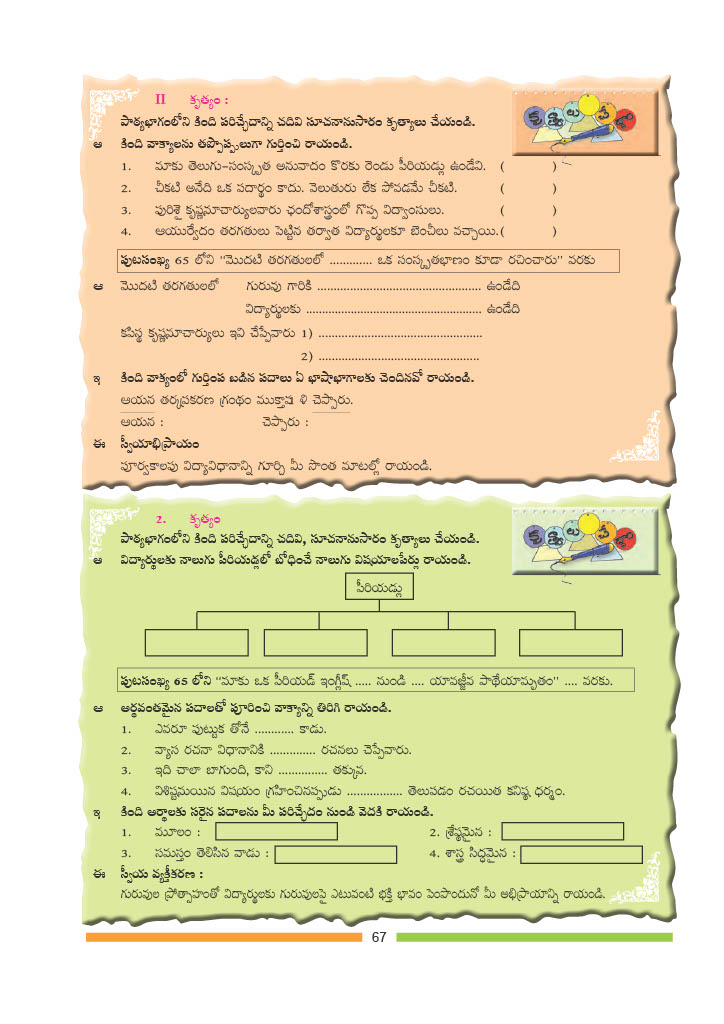 II కృత్యం :
కృత్యాలు
పాఠ్యభాగంలోని కింది పరిచ్ఛేదాన్ని చదివి సూచనానుసారం కృత్యాలు చేయండి.
ఆ కింది వాక్యాలను తప్పొప్పులుగా గుర్తించి రాయండి.
1. మాకు తెలుగు-సంస్కృత అనువాదం కొరకు రెండు పీరియడ్లు ఉండేవి. ( )
2. చీకటి అనేది ఒక పదార్థం కాదు. వెలుతురు లేక పోవడమే చీకటి. ( )
3. పురిశై కృష్ణమాచార్యులవారు ఛందోశాస్త్రంలో గొప్ప విద్వాంసులు. ( )
4. ఆయుర్వేదం తరగతులు పెట్టిన తర్వాత విద్యార్థులకూ బెంచీలు వచ్చాయి.( )
పుటసంఖ్య 65 లోని “మొదటి తరగతులలో ............. ఒక సంస్కృతభాణం కూడా రచించారు” వరకు
ఆ మొదటి తరగతులలో గురువు గారికి .................................................. ఉండేది
విద్యార్థులకు ...................................................... ఉండేది
కపిస్థ కృష్ణమాచార్యులు ఇవి చేప్పేవారు 1) ..................................................
2) .................................................
ఇ కింది వాక్యంలో గుర్తింప బడిన పదాలు ఏ భాషాభాగాలకు చెందినవో రాయండి.
ఆయన తర్కప్రకరణ గ్రంథం ముక్తావ ళి చెప్పారు.
ఆయన : చెప్పారు :
ఈ స్వీయాభిప్రాయం
పూర్వకాలపు విద్యావిధానాన్ని గూర్చి మీ సొంత మాటల్లో రాయండి.
2. కృత్యం
కృత్యాలు
పాఠ్యభాగంలోని కింది పరిచ్ఛేదాన్ని చదివి, సూచనానుసారం కృత్యాలు చేయండి.
ఆ విద్యార్థులకు నాలుగు పీరియడ్లలో బోధించే నాలుగు విషయాలపేర్లు రాయండి.
పీరియడ్లు
పుటసంఖ్య 65 లోని “మాకు ఒక పీరియడ్ ఇంగ్లీష్ ..... నుండి .... యావజ్జీవ పాథేయామృతం” .... వరకు.
ఆ అర్థవంతమైన పదాలతో పూరించి వాక్యాన్ని తిరిగి రాయండి.
1. ఎవరూ పుట్టుక తోనే ............ కాడు.
2. వ్యాస రచనా విధానానికి .............. రచనలు చెప్పేవారు.
3. ఇది చాలా బాగుంది, కాని ............... తక్కువ.
4. విశిష్టమయిన విషయం గ్రహించినప్పుడు ................. తెలుపడం రచయిత కనిష్ఠ ధర్మం.
ఇ కింది అర్థాలకు సరైన పదాలను మీ పరిచ్ఛేదం నుండి వెదకి రాయండి.
1. మూలం : 2. శ్రేష్ఠమైన :
3. సమస్తం తెలిసిన వాడు : 4. శాస్త్ర సిద్ధమైన :
ఈ స్వీయ వ్యక్తీకరణ :
గురువుల ప్రోత్సాహంతో విద్యార్థులకు గురువులపై ఎటువంటి భక్తి భావం పెంపొందునో మీ అభిప్రాయాన్ని రాయండి.
67